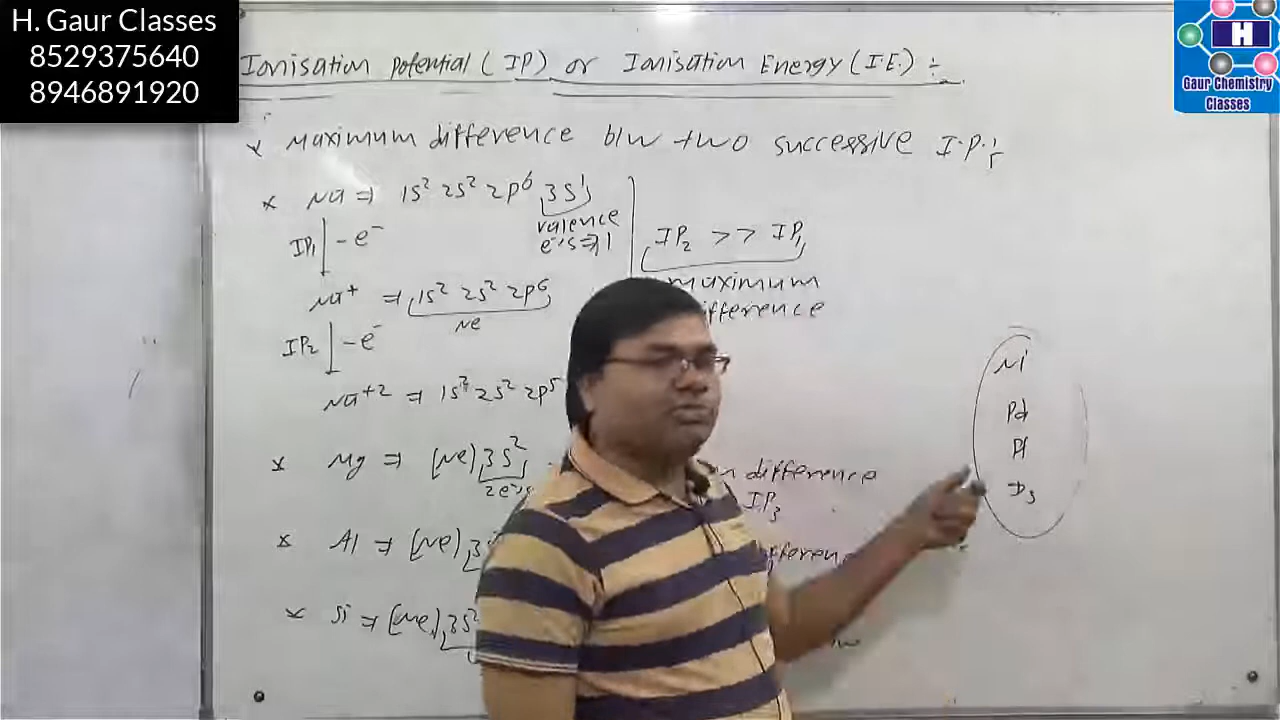 H. Gaur Classes
8529375640
8946891920
H
Gaur Chemistry
Classes
Ionisation Potential (IP) or Ionisation Energy (I.E.) :-
* Maximum difference b/w two successive I.P.:-
* Na ⇒ 1s² 2s² 2p⁶ 3s¹
valence
e⁻s ⇒ 1
IP₁ | -e⁻
IP₂ >> IP₁
maximum
Na⁺ ⇒ 1s² 2s² 2p⁶
Ne
IP₂ | -e⁻
Na⁺² ⇒ 1s² 2s² 2p⁵
* Mg ⇒ [Ne] 3s²
2e⁻s
difference
IP₃
* Al ⇒ [Ne] 3s
* Si ⇒ [Ne] 3s²
Ni
Pd
Pt
Ds